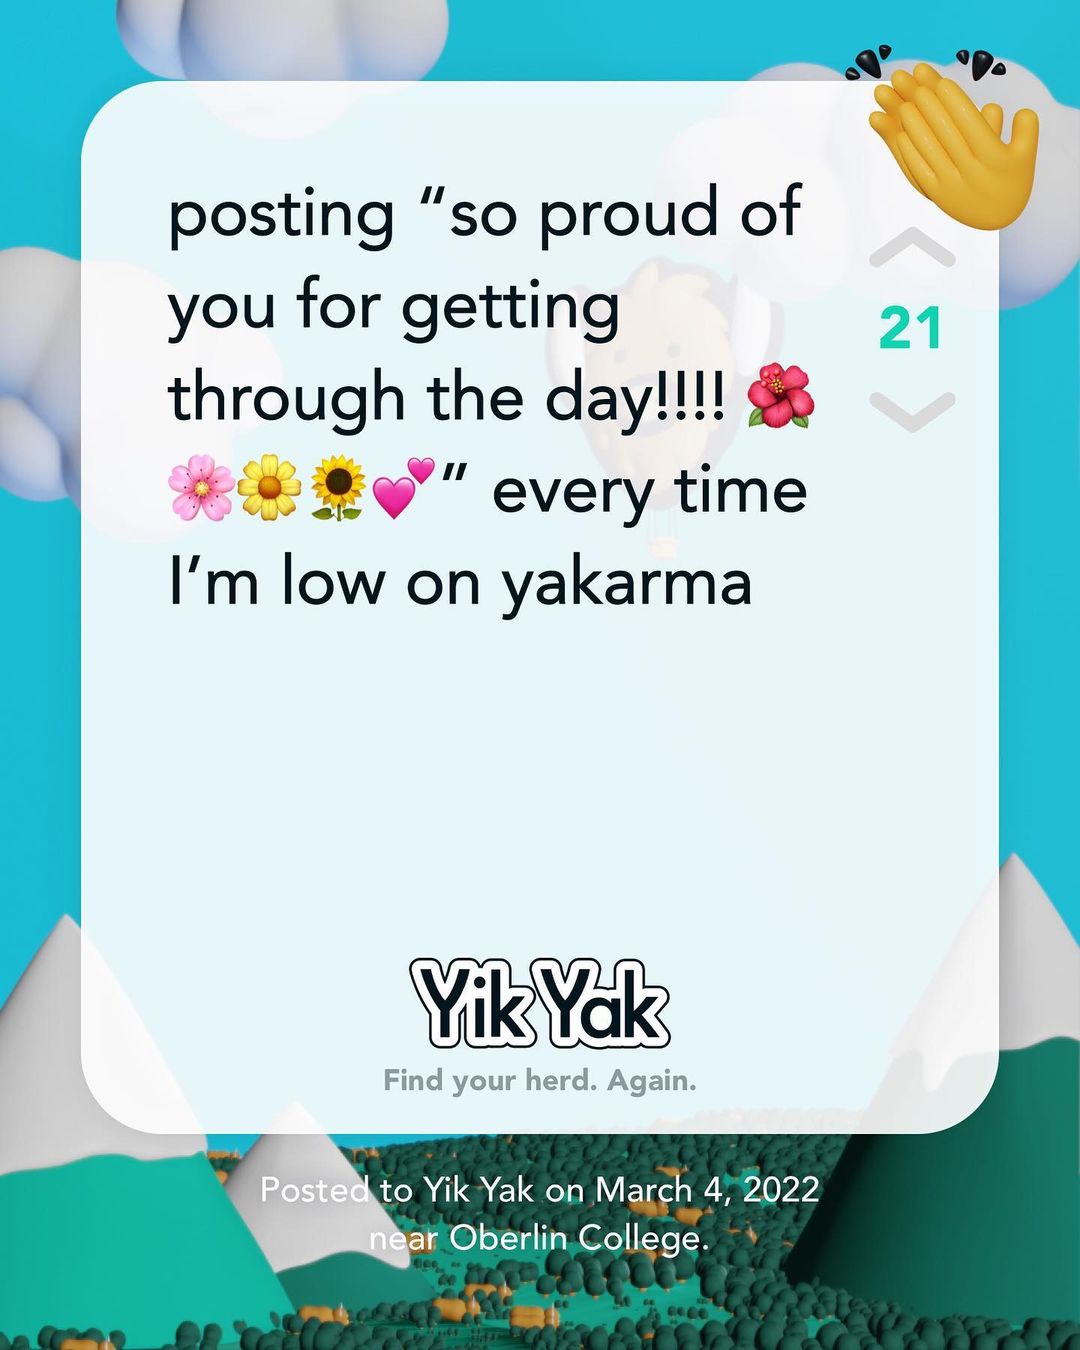 posting “so proud of
you for getting
through the day!!!! 🌺
🌸🌼🌻💕” every time
I’m low on yakarma
21
Yik Yak
Find your herd. Again.
Posted to Yik Yak on March 4, 2022
near Oberlin College.